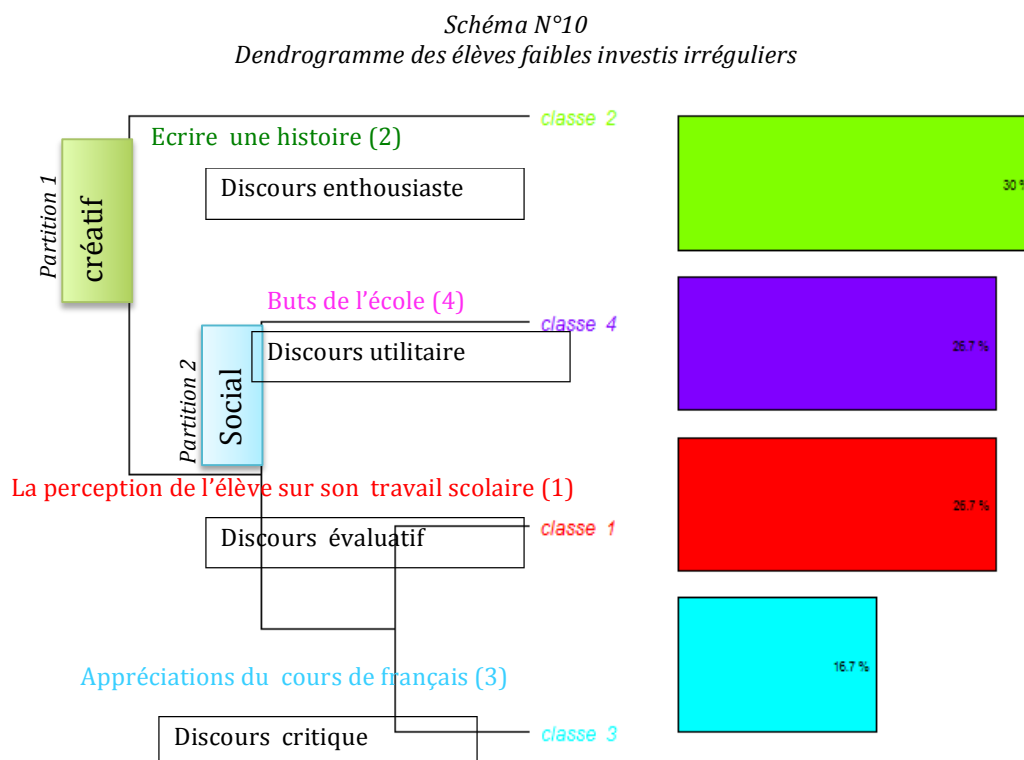 Schéma N°10
Dendrogramme des élèves faibles investis irréguliers
classe 2
Ecrire une histoire (2)
Partition 1
créatif
Discours enthousiaste
30 %
Buts de l'école (4)
classe 4
Partition 2
Social
Discours utilitaire
26.7 %
La perception de l'élève sur son travail scolaire (1)
26.7 %
classe 1
Discours évaluatif
Appréciations du cours de français (3)
16.7 %
Discours critique
classe 3